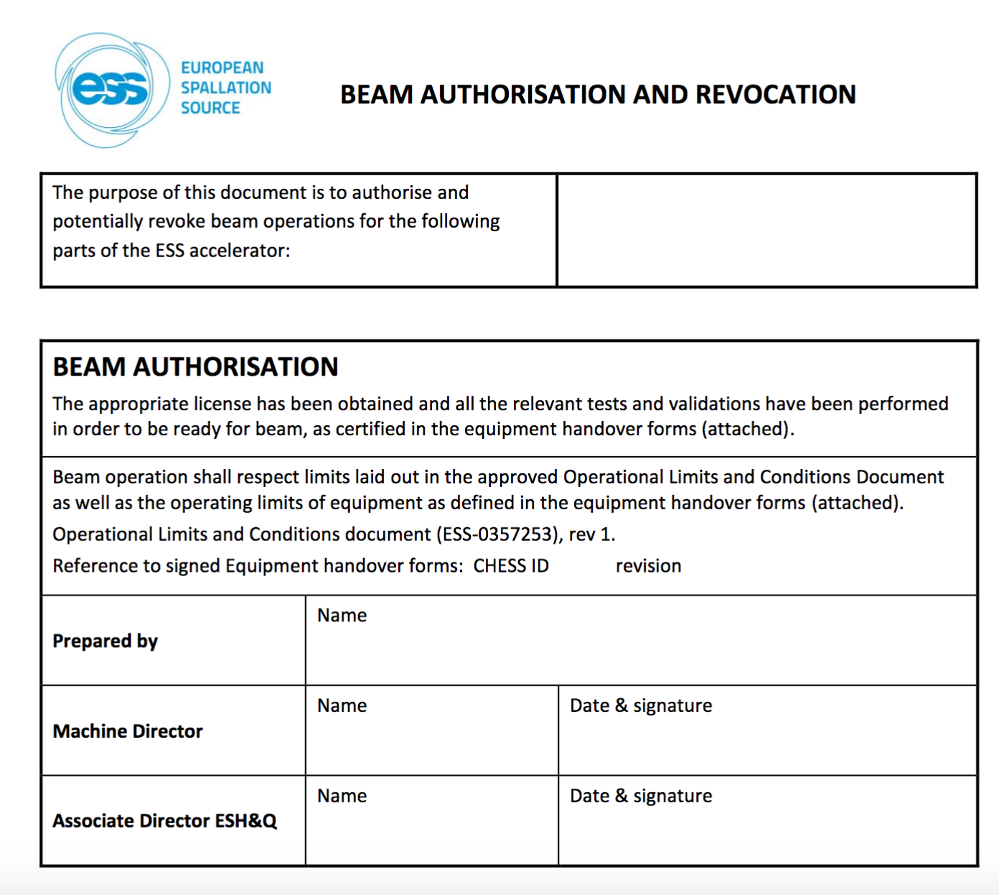 ess
EUROPEAN
SPALLATION
SOURCE
BEAM AUTHORISATION AND REVOCATION
The purpose of this document is to authorise and
potentially revoke beam operations for the following
parts of the ESS accelerator:
BEAM AUTHORISATION
The appropriate license has been obtained and all the relevant tests and validations have been performed
in order to be ready for beam, as certified in the equipment handover forms (attached).
Beam operation shall respect limits laid out in the approved Operational Limits and Conditions Document
as well as the operating limits of equipment as defined in the equipment handover forms (attached).
Operational Limits and Conditions document (ESS-0357253), rev 1.
Reference to signed Equipment handover forms: CHESS ID revision
Prepared by
Name
Machine Director
Name
Date & signature
Associate Director ESH&Q
Name
Date & signature